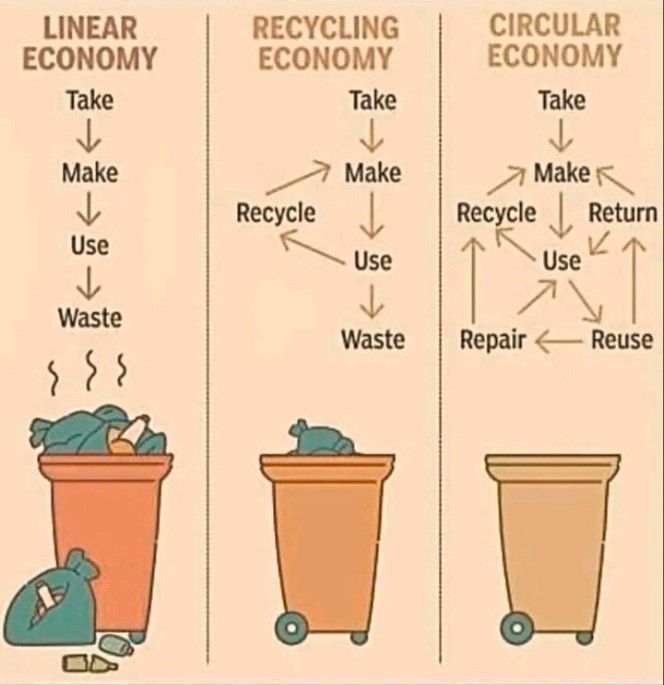 LINEAR
ECONOMY
Take
Make
Use
Waste
RECYCLING
ECONOMY
Take
Make
Recycle
Use
Waste
CIRCULAR
ECONOMY
Take
Make
Recycle
Return
Use
Repair
Reuse